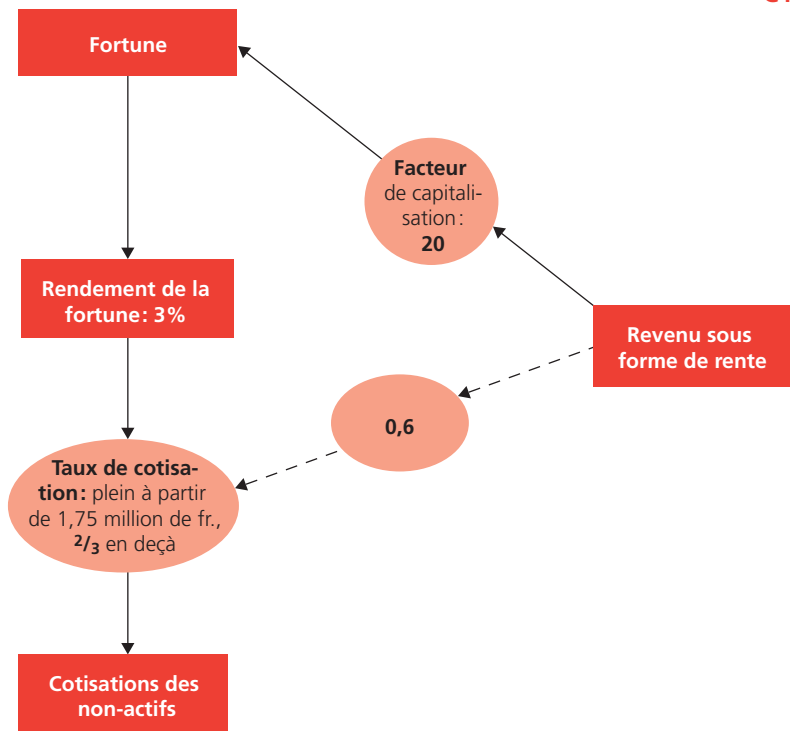 Fortune
Facteur
de capitali-
sation :
20
Rendement de la
fortune : 3%
Revenu sous
forme de rente
0,6
Taux de cotisa-
tion : plein à partir
de 1,75 million de fr.,
2/3 en deçà
Cotisations des
non-actifs